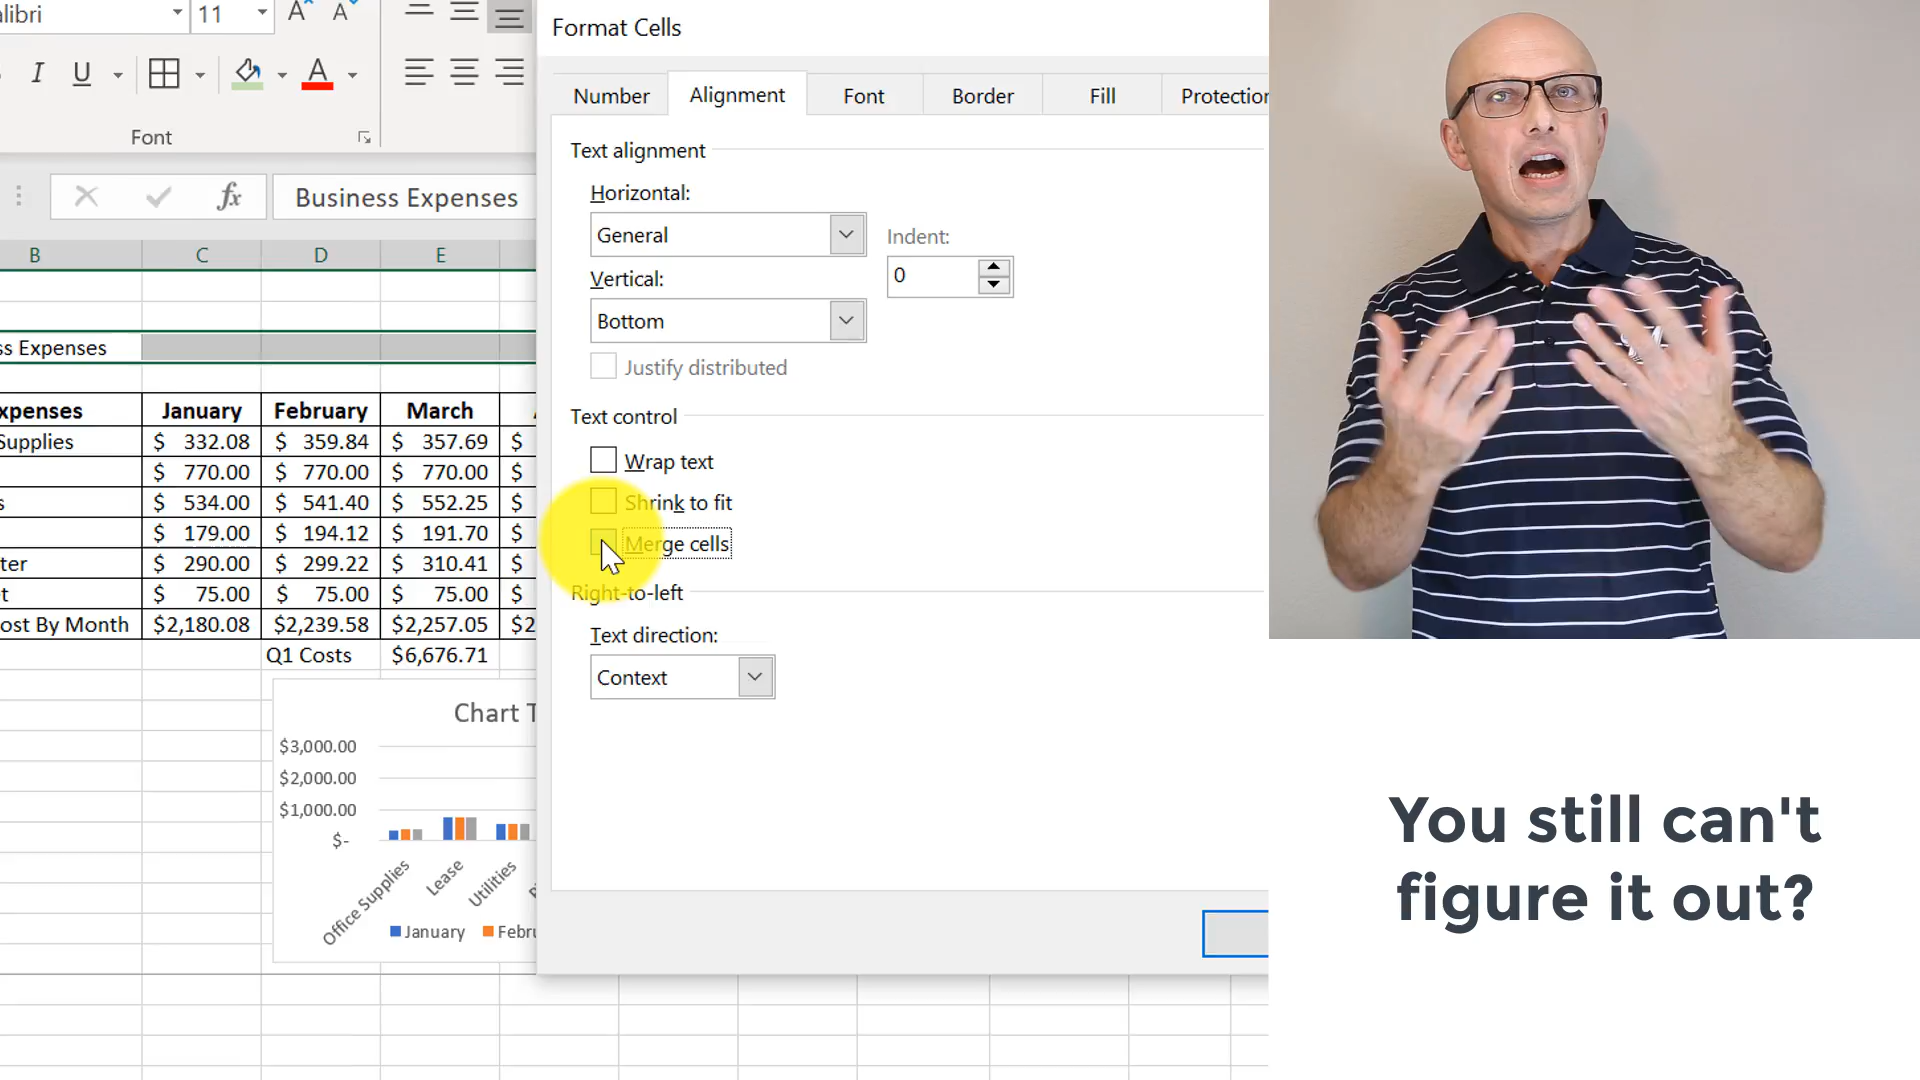 alibri 11 A A
I U A
Font
fx Business Expenses
B C D E
ss Expenses
xpenses January February March
Supplies $ 332.08 $ 359.84 $ 357.69 $
$ 770.00 $ 770.00 $ 770.00 $
s $ 534.00 $ 541.40 $ 552.25 $
$ 179.00 $ 194.12 $ 191.70 $
ter $ 290.00 $ 299.22 $ 310.41 $
t $ 75.00 $ 75.00 $ 75.00 $
ost By Month $2,180.08 $2,239.58 $2,257.05 $2
Q1 Costs $6,676.71
Chart T
$3,000.00
$2,000.00
$1,000.00
$-
Office Supplies Lease Utilities
January Febru
Format Cells
Number Alignment Font Border Fill Protection
Text alignment
Horizontal:
General
Indent:
0
Vertical:
Bottom
Justify distributed
Text control
Wrap text
Shrink to fit
Merge cells
Right-to-left
Text direction:
Context
You still can't
figure it out?